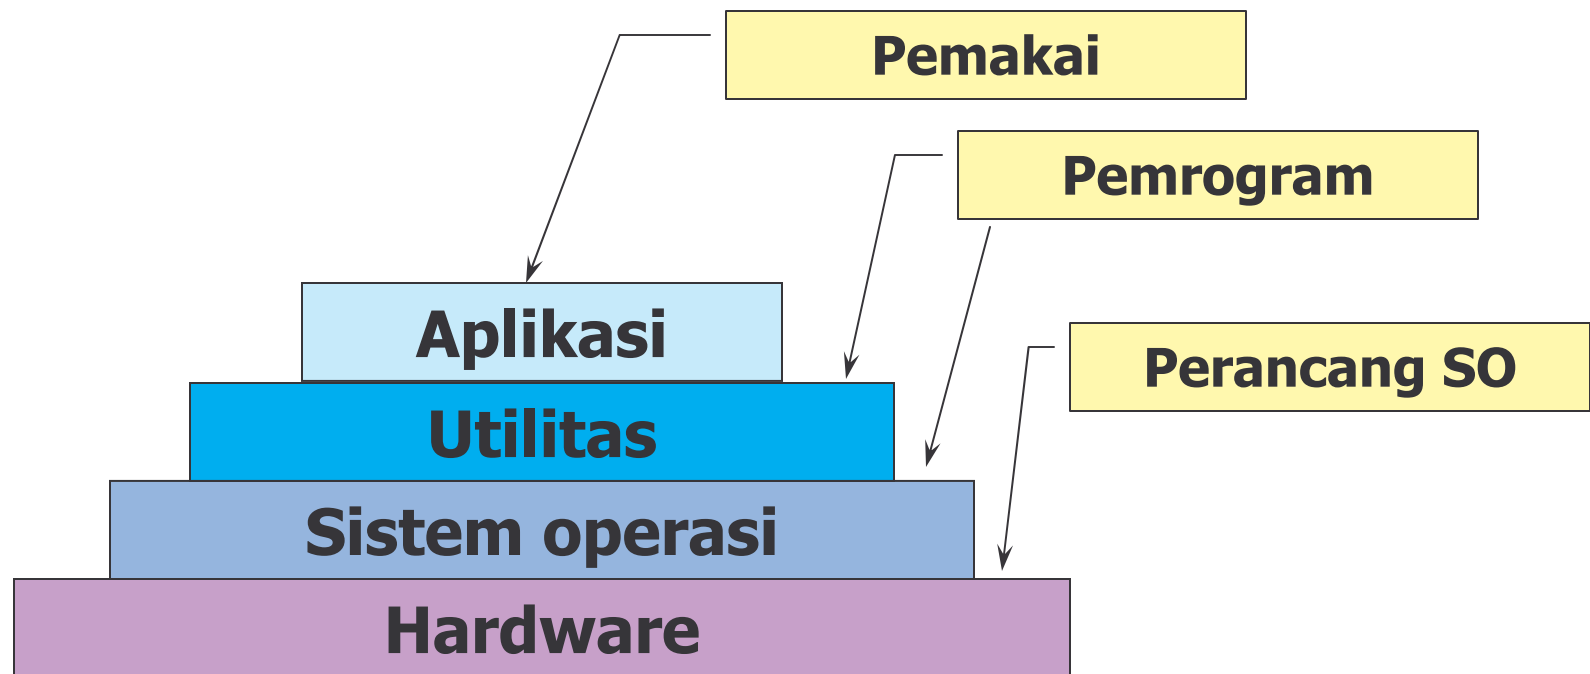 Pemakai
Pemrogram
Aplikasi
Perancang SO
Utilitas
Sistem operasi
Hardware